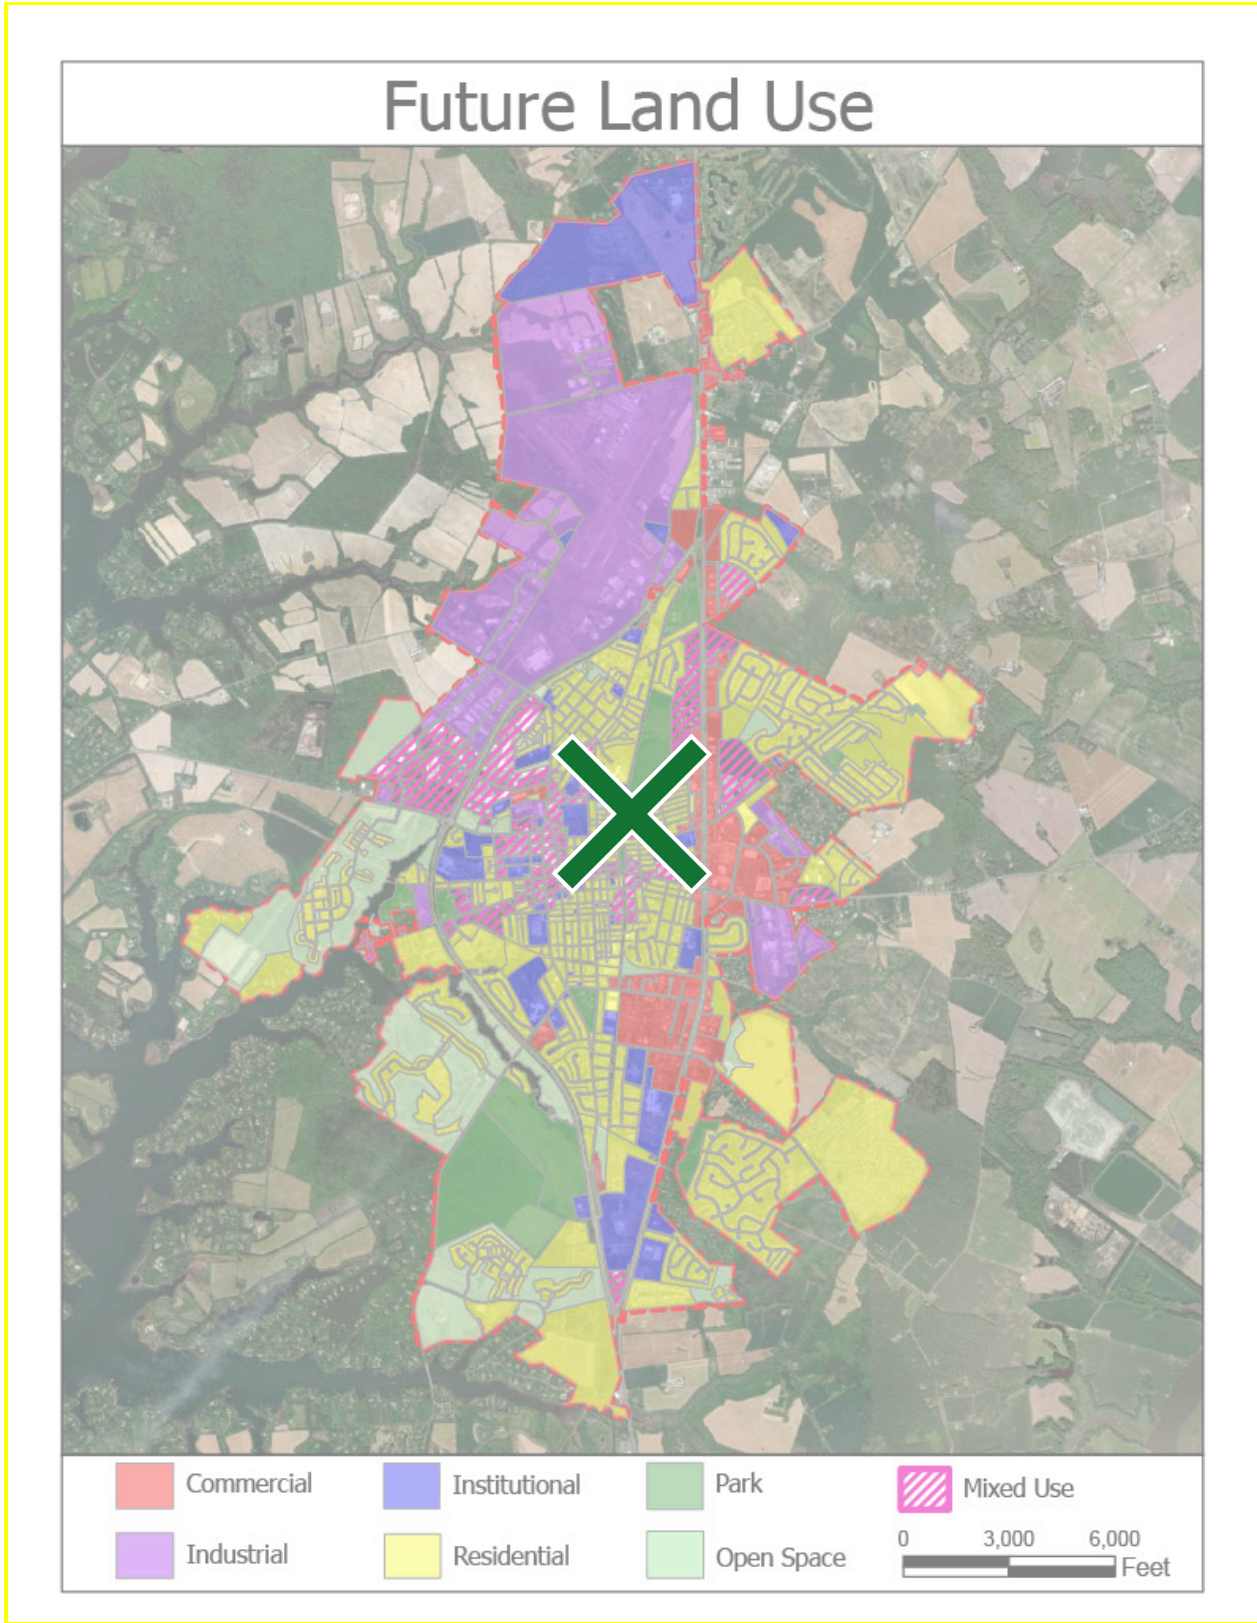 Future Land Use
Commercial
Institutional
Park
Mixed Use
Industrial
Residential
Open Space
0 3,000 6,000
Feet